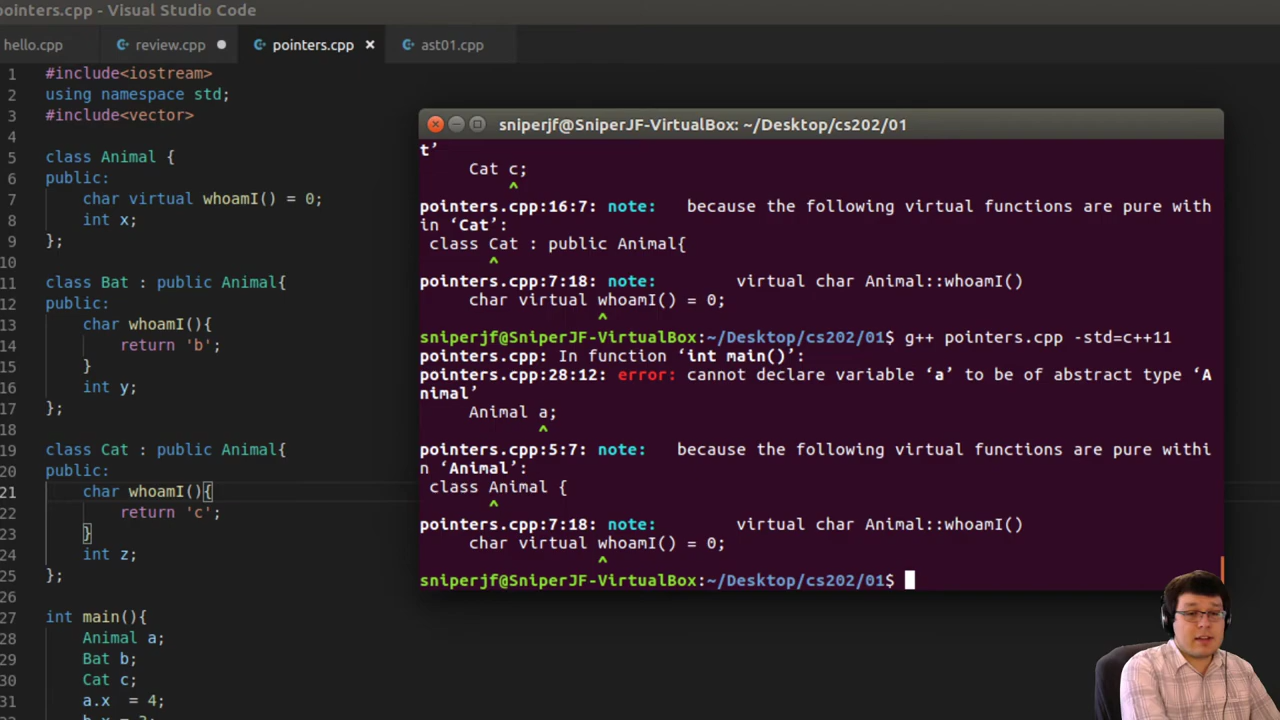 pointers.cpp - Visual Studio Code
hello.cpp review.cpp pointers.cpp × ast01.cpp
1 #include<iostream>
2 using namespace std;
3 #include<vector>
4
5 class Animal {
6 public:
7 char virtual whoamI() = 0;
8 int x;
9 };
10
11 class Bat : public Animal{
12 public:
13 char whoamI(){
14 return 'b';
15 }
16 int y;
17 };
18
19 class Cat : public Animal{
20 public:
21 char whoamI(){
22 return 'c';
23 }
24 int z;
25 };
26
27 int main(){
28 Animal a;
29 Bat b;
30 Cat c;
31 a.x = 4;
sniperjf@SniperJF-VirtualBox: ~/Desktop/cs202/01
t’
Cat c;
^
pointers.cpp:16:7: note: because the following virtual functions are pure with
in ‘Cat’:
class Cat : public Animal{
^
pointers.cpp:7:18: note: virtual char Animal::whoamI()
char virtual whoamI() = 0;
^
sniperjf@SniperJF-VirtualBox:~/Desktop/cs202/01$ g++ pointers.cpp -std=c++11
pointers.cpp: In function ‘int main()’:
pointers.cpp:28:12: error: cannot declare variable ‘a’ to be of abstract type ‘A
nimal’
Animal a;
^
pointers.cpp:5:7: note: because the following virtual functions are pure withi
n ‘Animal’:
class Animal {
^
pointers.cpp:7:18: note: virtual char Animal::whoamI()
char virtual whoamI() = 0;
^
sniperjf@SniperJF-VirtualBox:~/Desktop/cs202/01$